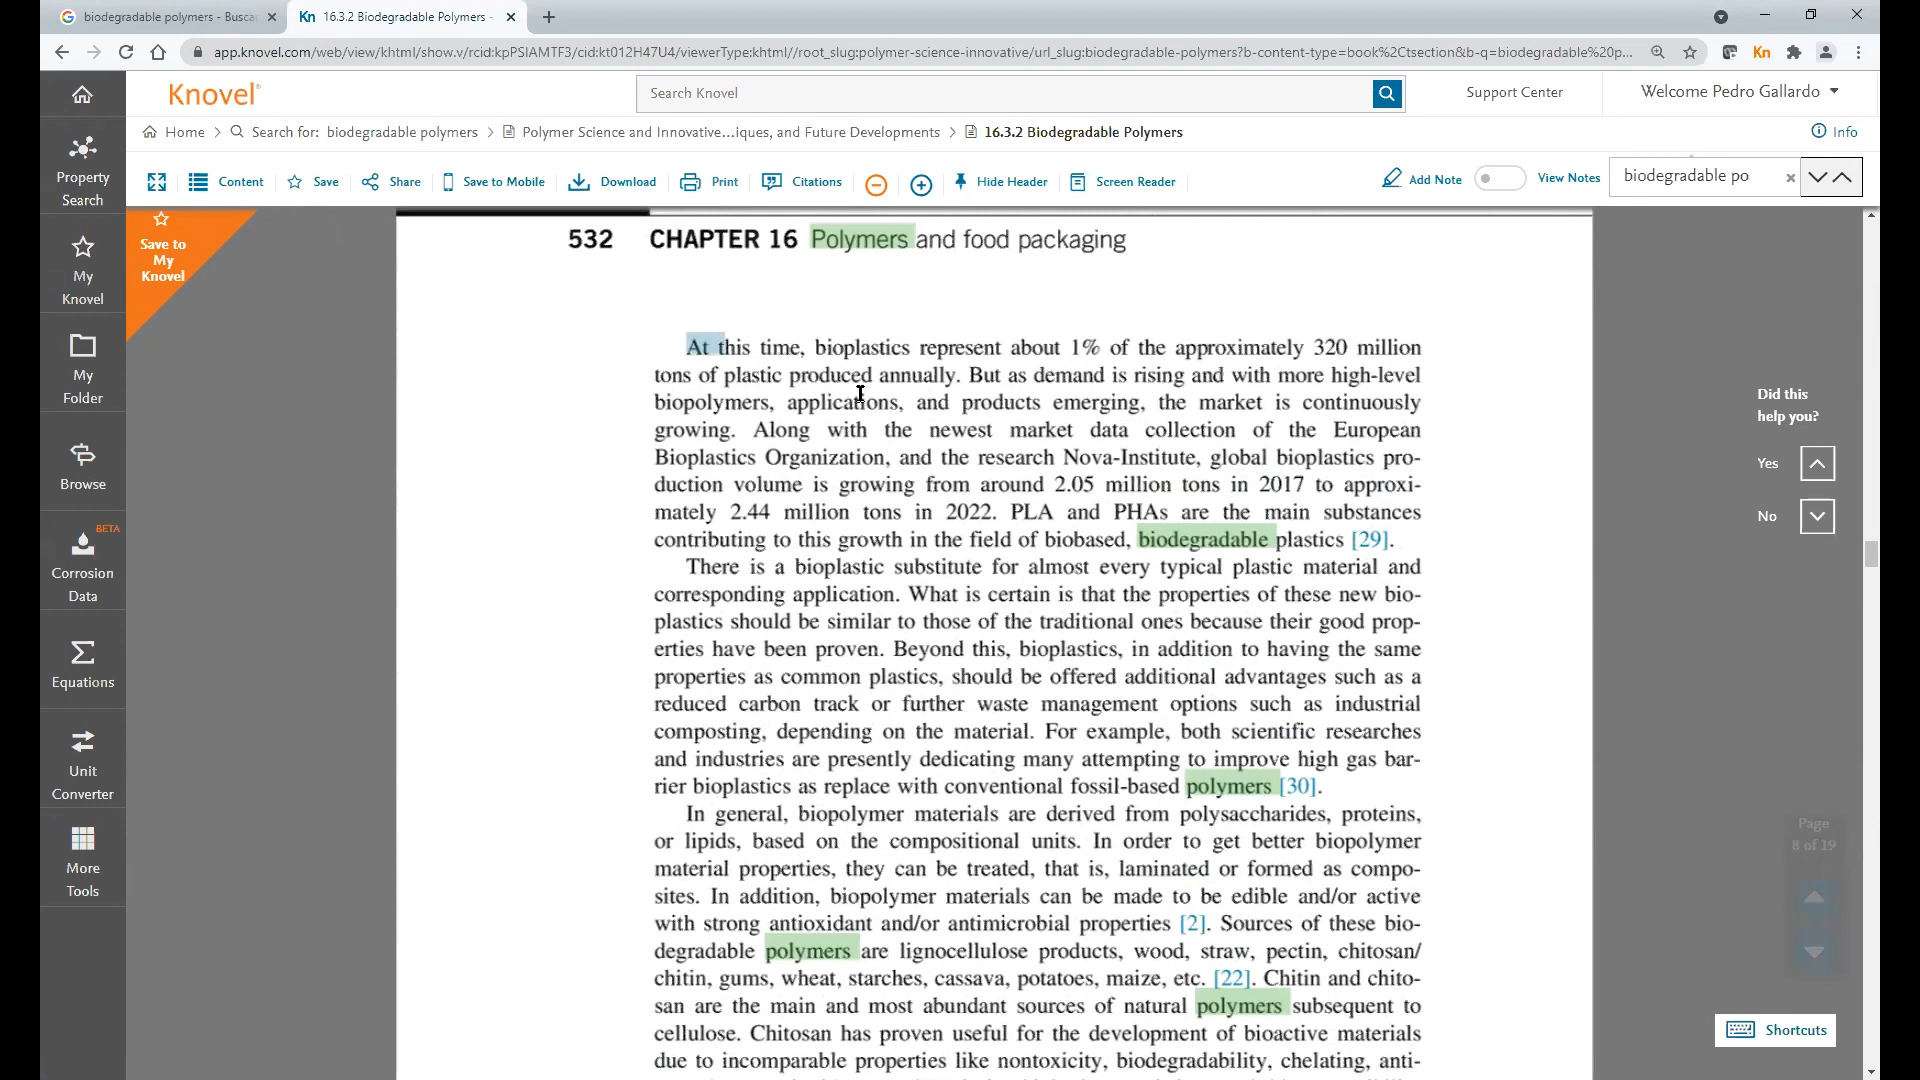 biodegradable polymers - Busca
16.3.2 Biodegradable Polymers -
app.knovel.com/web/view/khtml/show.v/rcid:kpPSIAMTF3/cid:kt012H47U4/viewerType:khtml//root_slug:polymer-science-innovative/url_slug:biodegradable-polymers?b-content-type=book%2Ctsection&b-q=biodegradable%20p...
Knovel
Search Knovel
Support Center
Welcome Pedro Gallardo
Home > Search for: biodegradable polymers > Polymer Science and Innovative...iques, and Future Developments > 16.3.2 Biodegradable Polymers
Info
Content
Save
Share
Save to Mobile
Download
Print
Citations
Hide Header
Screen Reader
Add Note
View Notes
biodegradable po
Property
Search
My
Knovel
My
Folder
Browse
BETA
Corrosion
Data
Equations
Unit
Converter
More
Tools
Save to
My
Knovel
532 CHAPTER 16 Polymers and food packaging
At this time, bioplastics represent about 1% of the approximately 320 million
tons of plastic produced annually. But as demand is rising and with more high-level
biopolymers, applications, and products emerging, the market is continuously
growing. Along with the newest market data collection of the European
Bioplastics Organization, and the research Nova-Institute, global bioplastics pro-
duction volume is growing from around 2.05 million tons in 2017 to approxi-
mately 2.44 million tons in 2022. PLA and PHAs are the main substances
contributing to this growth in the field of biobased, biodegradable plastics [29].
There is a bioplastic substitute for almost every typical plastic material and
corresponding application. What is certain is that the properties of these new bio-
plastics should be similar to those of the traditional ones because their good prop-
erties have been proven. Beyond this, bioplastics, in addition to having the same
properties as common plastics, should be offered additional advantages such as a
reduced carbon track or further waste management options such as industrial
composting, depending on the material. For example, both scientific researches
and industries are presently dedicating many attempting to improve high gas bar-
rier bioplastics as replace with conventional fossil-based polymers [30].
In general, biopolymer materials are derived from polysaccharides, proteins,
or lipids, based on the compositional units. In order to get better biopolymer
material properties, they can be treated, that is, laminated or formed as compo-
sites. In addition, biopolymer materials can be made to be edible and/or active
with strong antioxidant and/or antimicrobial properties [2]. Sources of these bio-
degradable polymers are lignocellulose products, wood, straw, pectin, chitosan/
chitin, gums, wheat, starches, cassava, potatoes, maize, etc. [22]. Chitin and chito-
san are the main and most abundant sources of natural polymers subsequent to
cellulose. Chitosan has proven useful for the development of bioactive materials
due to incomparable properties like nontoxicity, biodegradability, chelating, anti-
Did this
help you?
Yes
No
Page
8 of 19
Shortcuts